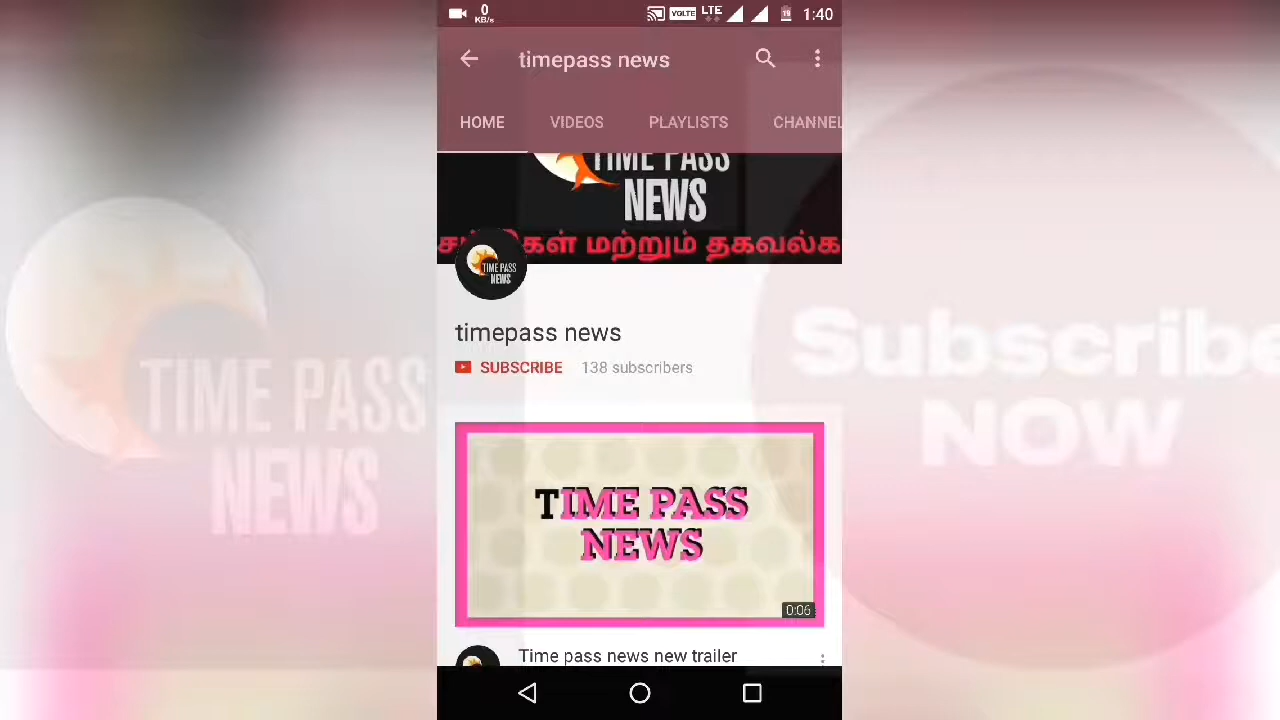 0
KB/s
VOLTE
LTE
19
1:40
timepass news
HOME VIDEOS PLAYLISTS CHANNEL
TIME PASS
NEWS
மற்றும்
TIME PASS
NEWS
timepass news
SUBSCRIBE 138 subscribers
TIME PASS
NEWS
0:06
Time pass news new trailer
TIME PASS
NEWS
Subscribe
NOW